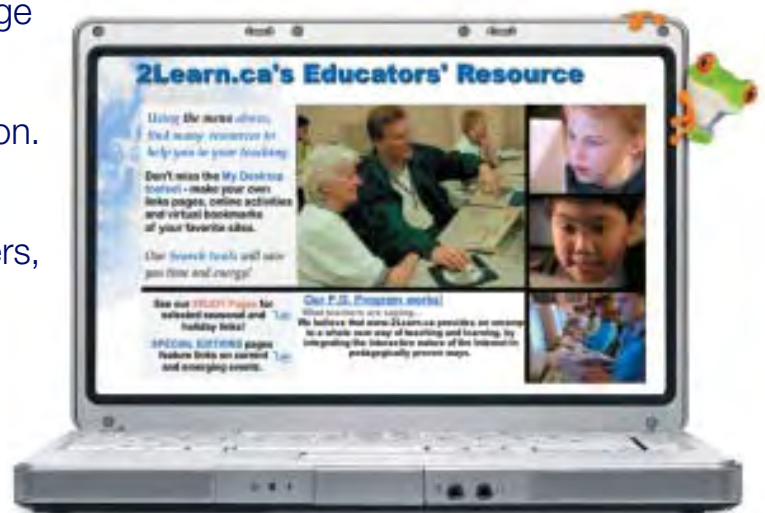 ge
on.
ers,
2Learn.ca's Educators' Resource
Using the menu above,
find many resources to
help you in your teaching.
Don't miss the My Desktop
toolset - make your own
links pages, online activities
and virtual bookmarks
of your favorite sites.
Our Search tools will save
you time and energy!
See our STUDY Pages for
selected seasonal and
holiday links!
SPECIAL EDITIONS pages
feature links on current
and emerging events.
Our P.D. Program works!
What teachers are saying...
We believe that www.2Learn.ca provides an onramp
to a whole new way of teaching and learning, by
integrating the interactive nature of the Internet in
pedagogically proven ways.